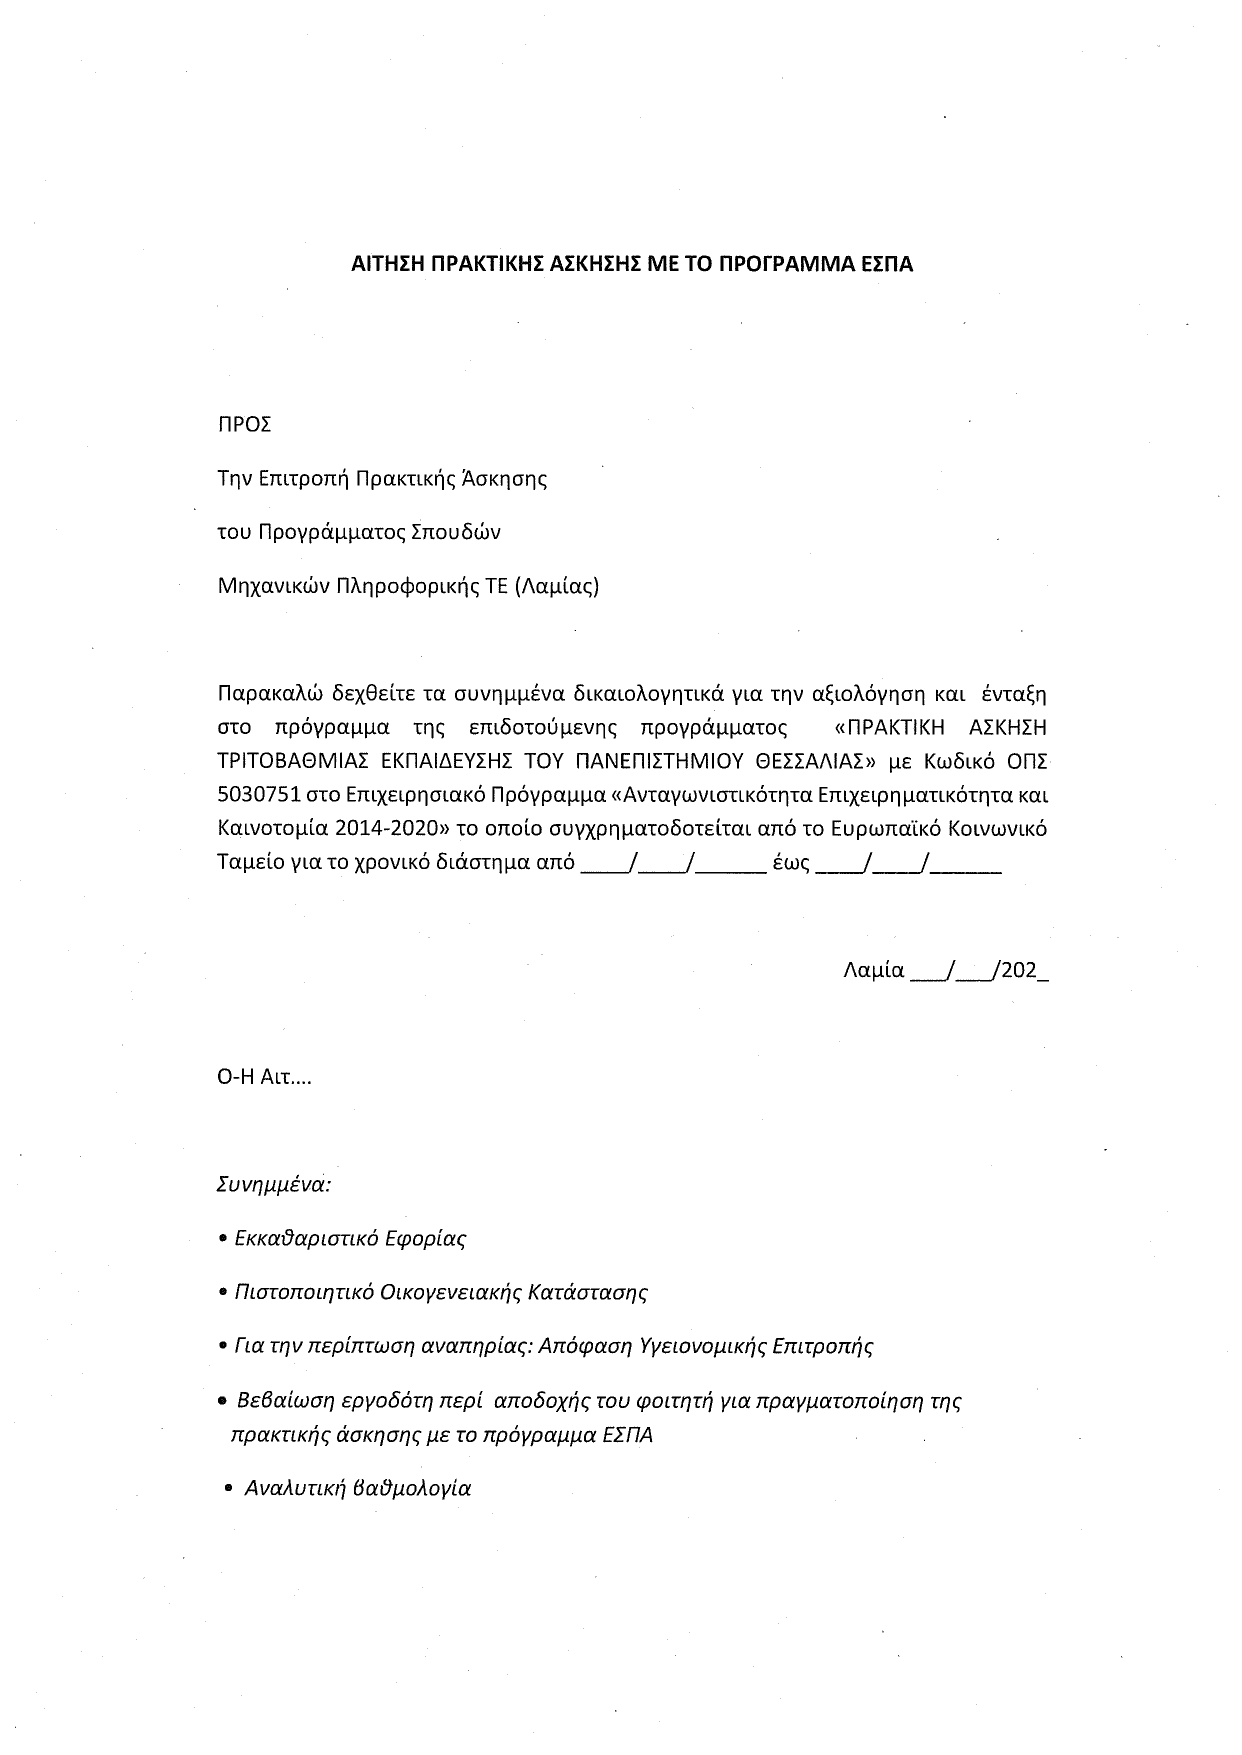 ΑΙΤΗΣΗ ΠΡΑΚΤΙΚΗΣ ΑΣΚΗΣΗΣ ΜΕ ΤΟ ΠΡΟΓΡΑΜΜΑ ΕΣΠΑ
ΠΡΟΣ
Την Επιτροπή Πρακτικής Άσκησης
του Προγράμματος Σπουδών
Μηχανικών Πληροφορικής ΤΕ (Λαμίας)
Παρακαλώ δεχθείτε τα συνημμένα δικαιολογητικά για την αξιολόγηση και ένταξη
στο πρόγραμμα της επιδοτούμενης προγράμματος «ΠΡΑΚΤΙΚΗ ΑΣΚΗΣΗ
ΤΡΙΤΟΒΑΘΜΙΑΣ ΕΚΠΑΙΔΕΥΣΗΣ ΤΟΥ ΠΑΝΕΠΙΣΤΗΜΙΟΥ ΘΕΣΣΑΛΙΑΣ» με Κωδικό ΟΠΣ
5030751 στο Επιχειρησιακό Πρόγραμμα «Ανταγωνιστικότητα Επιχειρηματικότητα και
Καινοτομία 2014-2020» το οποίο συγχρηματοδοτείται από το Ευρωπαϊκό Κοινωνικό
Ταμείο για το χρονικό διάστημα από ____/____/______ έως ____/____/______
Λαμία ___/___/202_
Ο-Η Αιτ....
Συνημμένα:
• Εκκαθαριστικό Εφορίας
• Πιστοποιητικό Οικογενειακής Κατάστασης
• Για την περίπτωση αναπηρίας: Απόφαση Υγειονομικής Επιτροπής
• Βεβαίωση εργοδότη περί αποδοχής του φοιτητή για πραγματοποίηση της
πρακτικής άσκησης με το πρόγραμμα ΕΣΠΑ
• Αναλυτική βαθμολογία